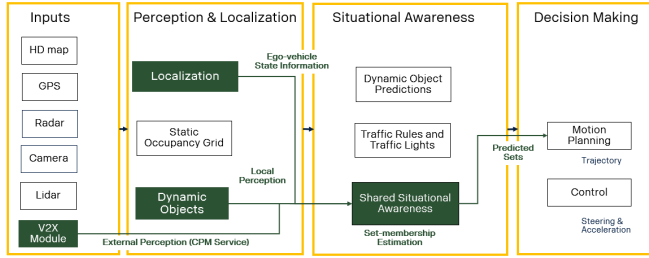 Inputs
HD map
GPS
Radar
Camera
Lidar
V2X
Module
Perception & Localization
Localization
Static
Occupancy Grid
Dynamic
Objects
External Perception (CPM Service)
Ego-vehicle
State Information
Local
Perception
Situational Awareness
Dynamic Object
Predictions
Traffic Rules and
Traffic Lights
Shared Situational
Awareness
Set-membership
Estimation
Predicted
Sets
Decision Making
Motion
Planning
Trajectory
Control
Steering &
Acceleration